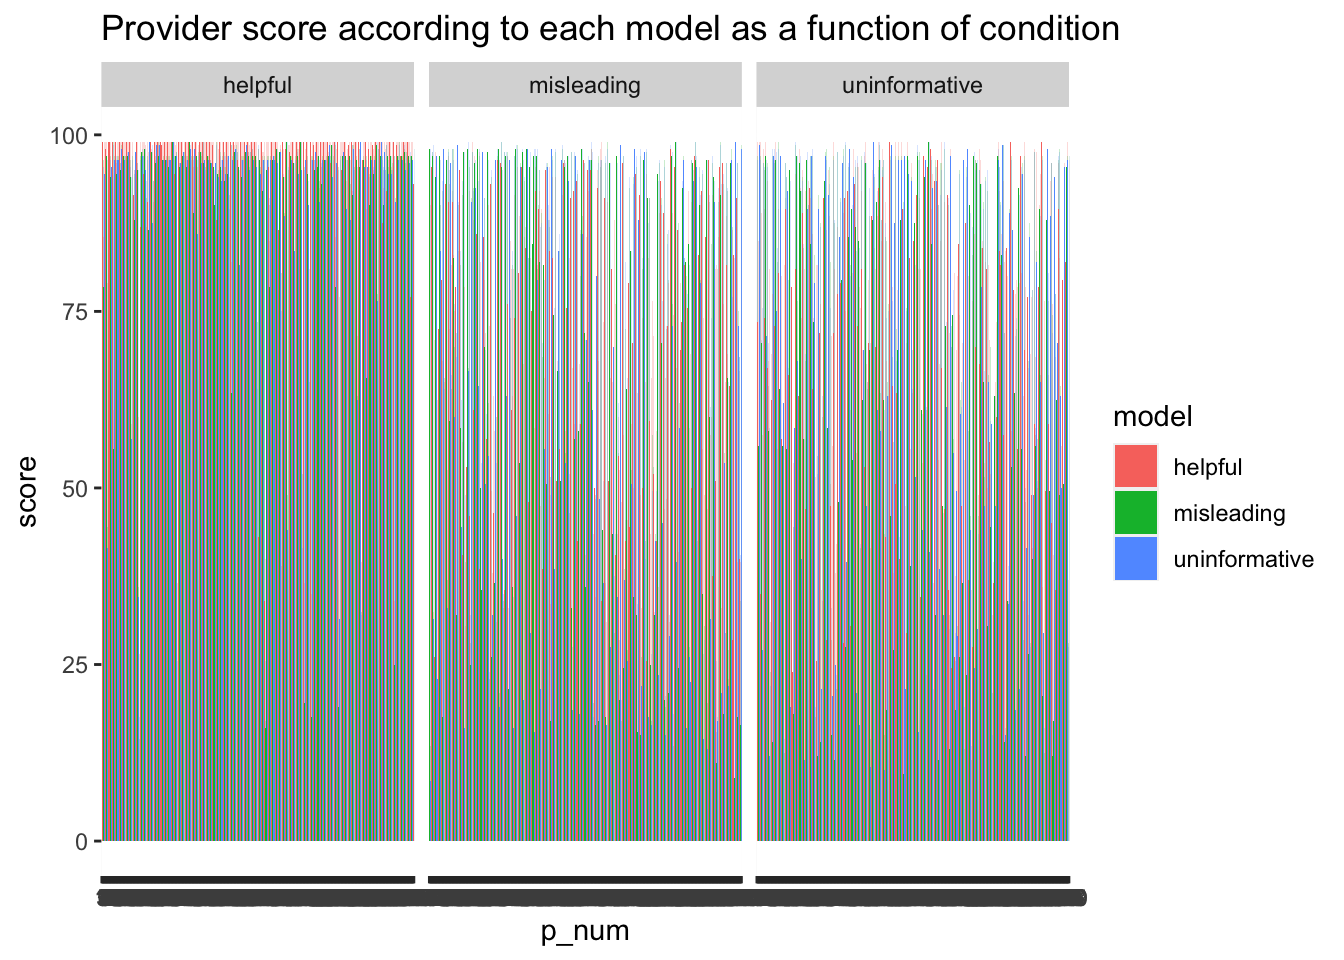 Provider score according to each model as a function of condition
helpful
misleading
uninformative
100
75
50
25
0
score
p_num
model
helpful
misleading
uninformative